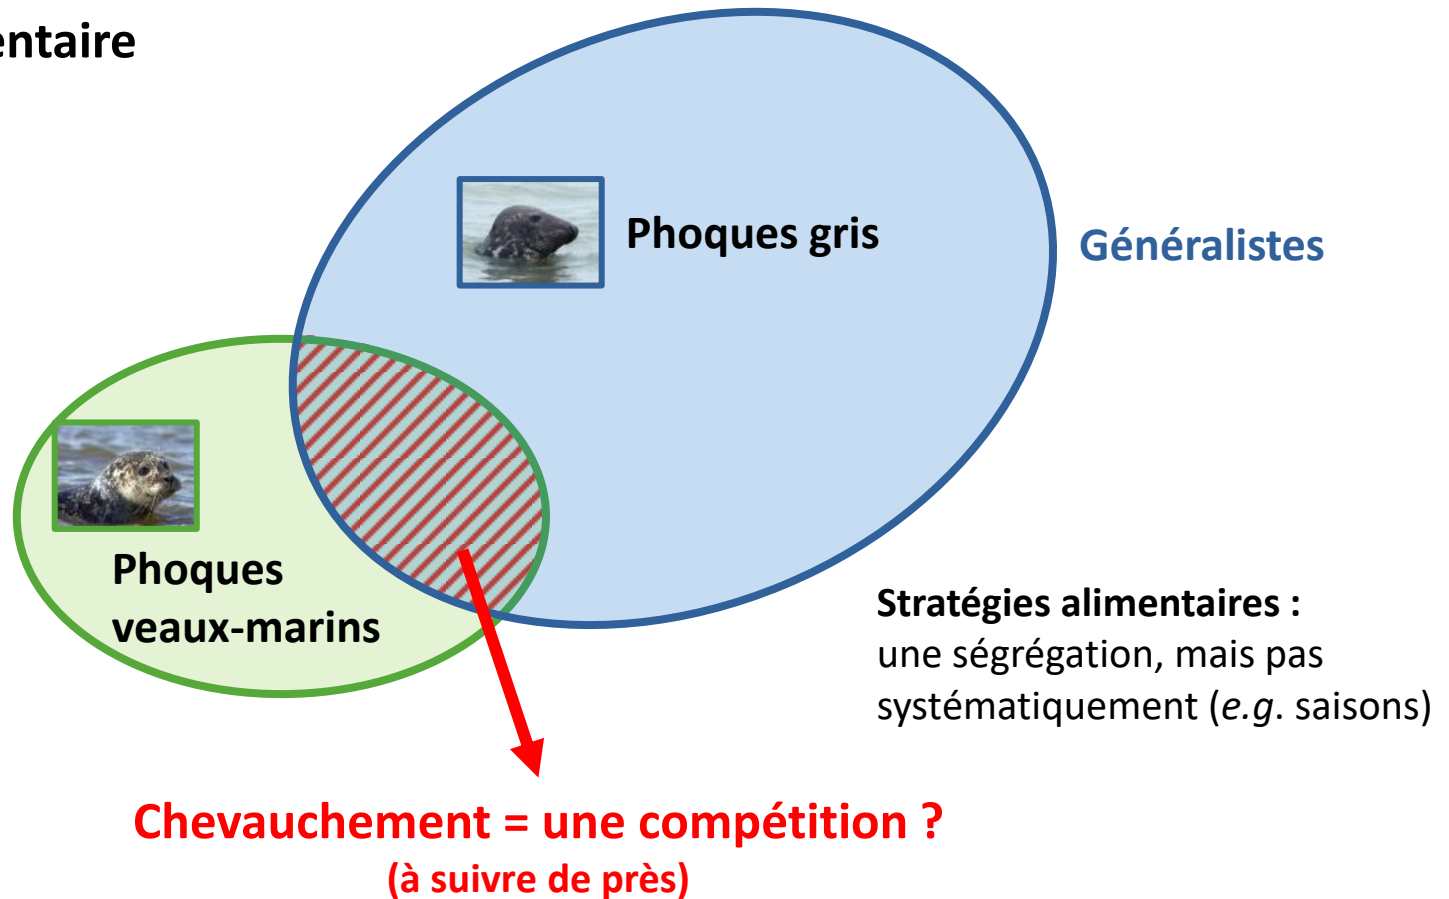 entaire
Phoques gris
Généralistes
Phoques
veaux-marins
Stratégies alimentaires :
une ségrégation, mais pas
systématiquement (e.g. saisons)
Chevauchement = une compétition ?
(à suivre de près)